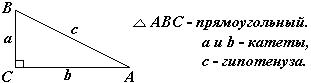 B
a
c
C
b
A
△ ABC - прямоугольный.
a и b - катеты,
c - гипотенуза.